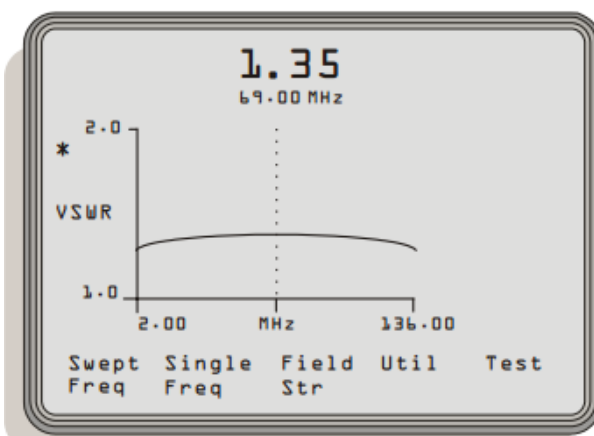 1.35
69.00 MHz
2.0
*
VSWR
1.0
2.00 MHz 136.00
Swept Single Field Util Test
Freq Freq Str